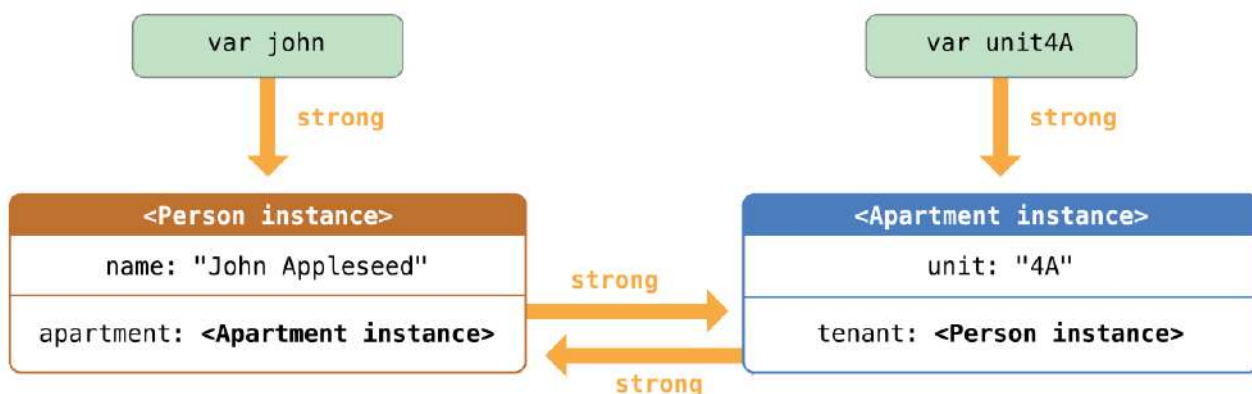 var john
var unit4A
strong
strong
<Person instance>
<Apartment instance>
name: "John Appleseed"
unit: "4A"
strong
apartment: <Apartment instance>
tenant: <Person instance>
strong